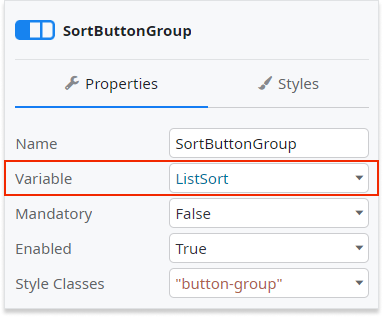 SortButtonGroup
Properties Styles
Name SortButtonGroup
Variable ListSort
Mandatory False
Enabled True
Style Classes "button-group"